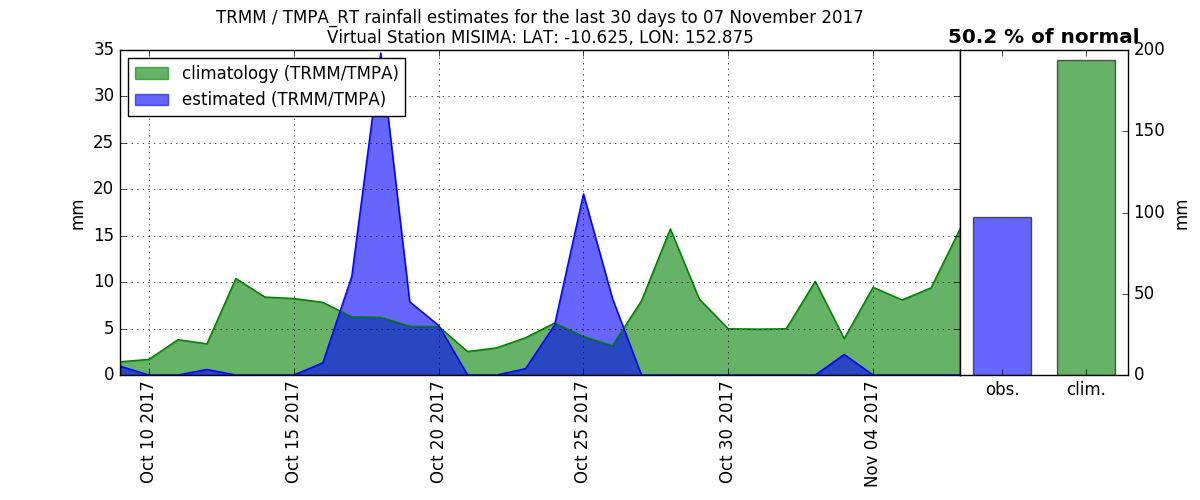 TRMM / TMPA_RT rainfall estimates for the last 30 days to 07 November 2017
Virtual Station MISIMA: LAT: -10.625, LON: 152.875
50.2 % of normal
climatology (TRMM/TMPA)
estimated (TRMM/TMPA)
35
30
25
20
15
10
5
0
mm
Oct 10 2017
Oct 15 2017
Oct 20 2017
Oct 25 2017
Oct 30 2017
Nov 04 2017
200
150
100
50
0
mm
obs.
clim.